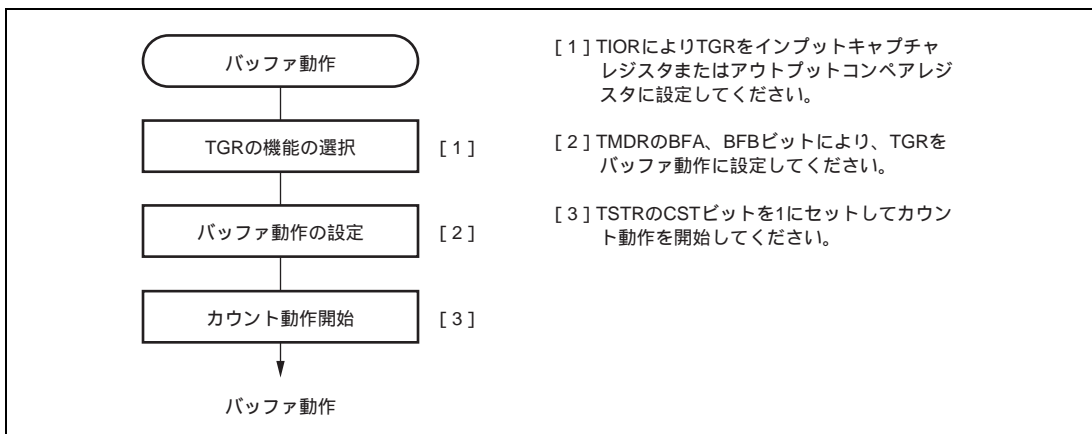 バッファ動作
TGRの機能の選択
[1]
バッファ動作の設定
[2]
カウント動作開始
[3]
バッファ動作
[1] TIORによりTGRをインプットキャプチャ
レジスタまたはアウトプットコンペアレジ
スタに設定してください。
[2] TMDRのBFA、BFBビットにより、TGRを
バッファ動作に設定してください。
[3] TSTRのCSTビットを1にセットしてカウン
ト動作を開始してください。